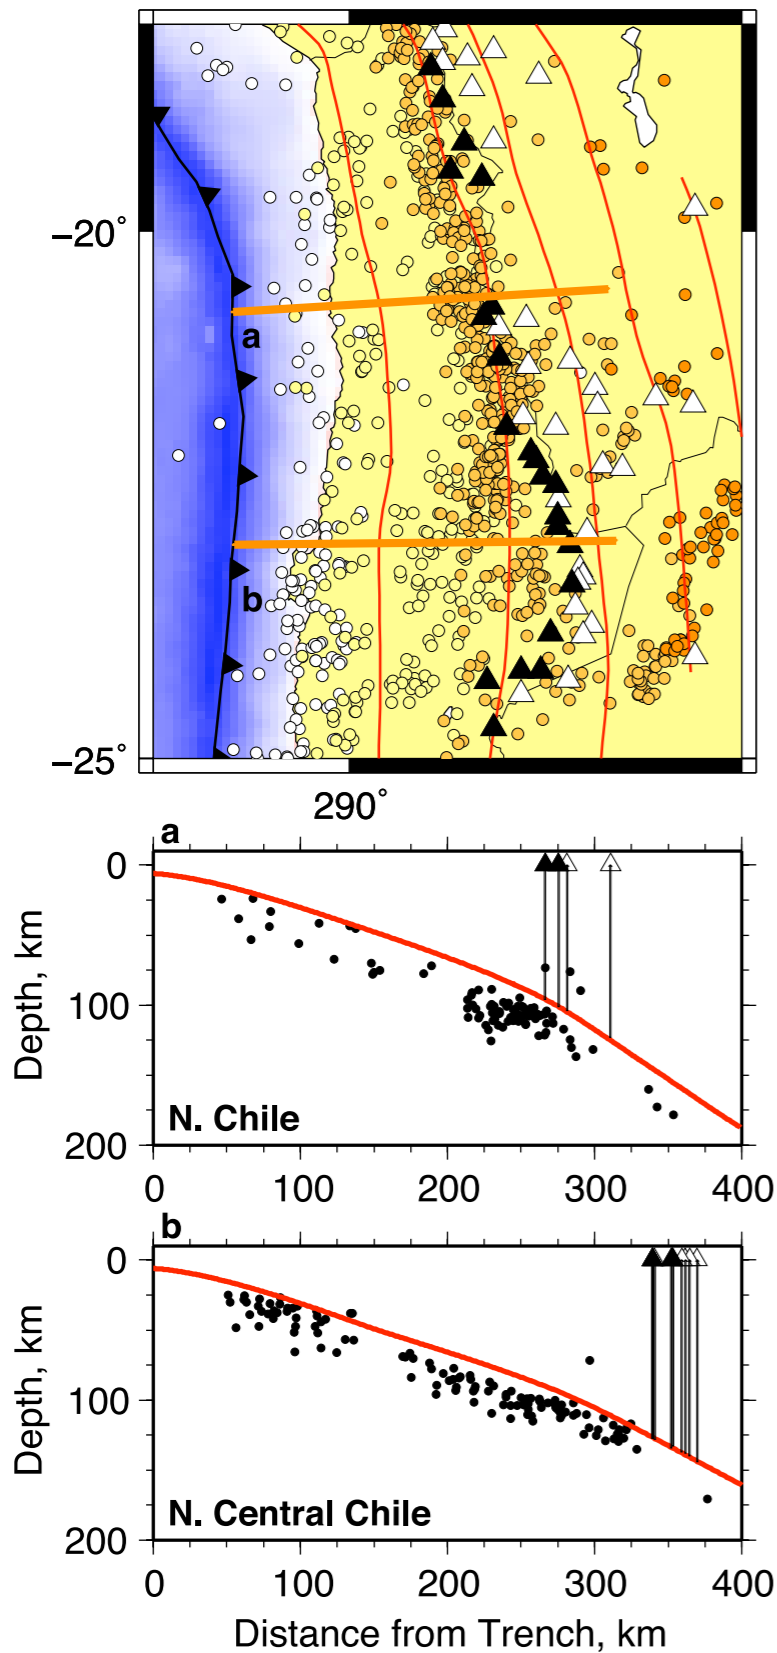 −20°
a
b
−25°
290°
a
0
100
200
Depth, km
N. Chile
0 100 200 300 400
b
0
100
200
Depth, km
N. Central Chile
0 100 200 300 400
Distance from Trench, km